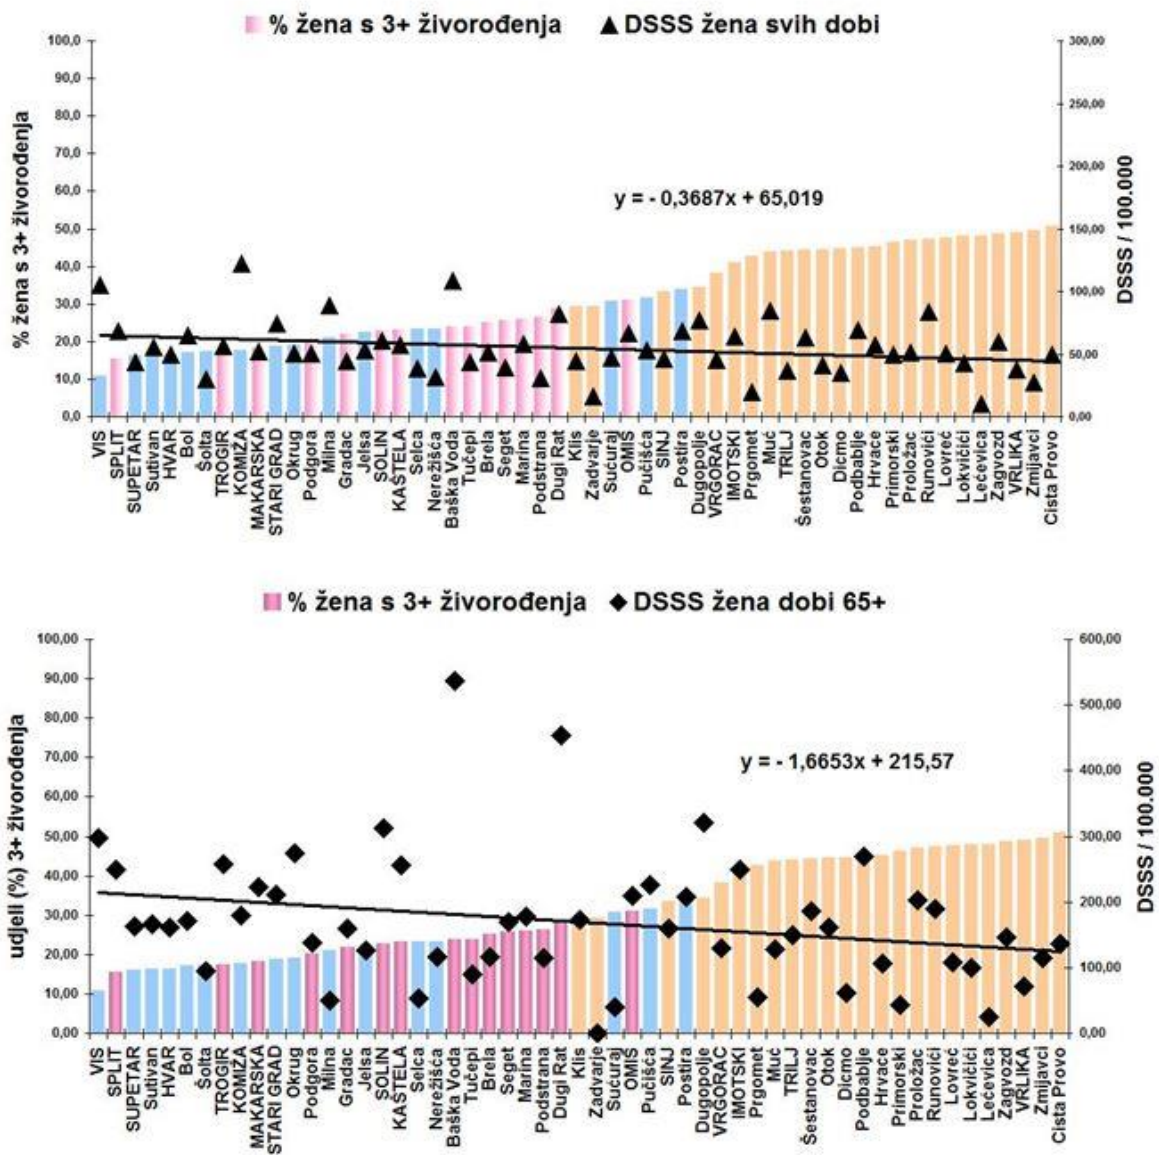 % žena s 3+ živorođenja ▲ DSSS žena svih dobi
% žena s 3+ živorođenja
100,0
90,0
80,0
70,0
60,0
50,0
40,0
30,0
20,0
10,0
0,0
y = - 0,3687x + 65,019
300,00
250,00
200,00
150,00
100,00
50,00
0,00
DSSS / 100.000
VIS
SPLIT
SUPETAR
Sutivan
HVAR
Bol
Šolta
TROGIR
KOMIŽA
MAKARSKA
STARI GRAD
Okrug
Podgora
Milna
Gradac
Jelsa
SOLIN
KAŠTELA
Selca
Nerežišća
Baška Voda
Tučepi
Brela
Seget
Marina
Podstrana
Dugi Rat
Klis
Zadvarje
Sućuraj
OMIŠ
Pučišća
SINJ
Postira
Dugopolje
VRGORAC
IMOTSKI
Prgomet
Muć
TRILJ
Šestanovac
Otok
Dicmo
Podbablje
Hrvace
Primorski
Proložac
Runovići
Lovreć
Lokvičići
Lećevica
Zagvozd
VRLIKA
Zmijavci
Cista Provo
% žena s 3+ živorođenja ◆ DSSS žena dobi 65+
udjeli (%) 3+ živorođenja
100,00
90,00
80,00
70,00
60,00
50,00
40,00
30,00
20,00
10,00
0,00
y = - 1,6653x + 215,57
600,00
500,00
400,00
300,00
200,00
100,00
0,00
DSSS / 100.000
VIS
SPLIT
SUPETAR
Sutivan
HVAR
Bol
Šolta
TROGIR
KOMIŽA
MAKARSKA
STARI GRAD
Okrug
Podgora
Milna
Gradac
Jelsa
SOLIN
KAŠTELA
Selca
Nerežišća
Baška Voda
Tučepi
Brela
Seget
Marina
Podstrana
Dugi Rat
Klis
Zadvarje
Sućuraj
OMIŠ
Pučišća
SINJ
Postira
Dugopolje
VRGORAC
IMOTSKI
Prgomet
Muć
TRILJ
Šestanovac
Otok
Dicmo
Podbablje
Hrvace
Primorski
Proložac
Runovići
Lovreć
Lokvičići
Lećevica
Zagvozd
VRLIKA
Zmijavci
Cista Provo